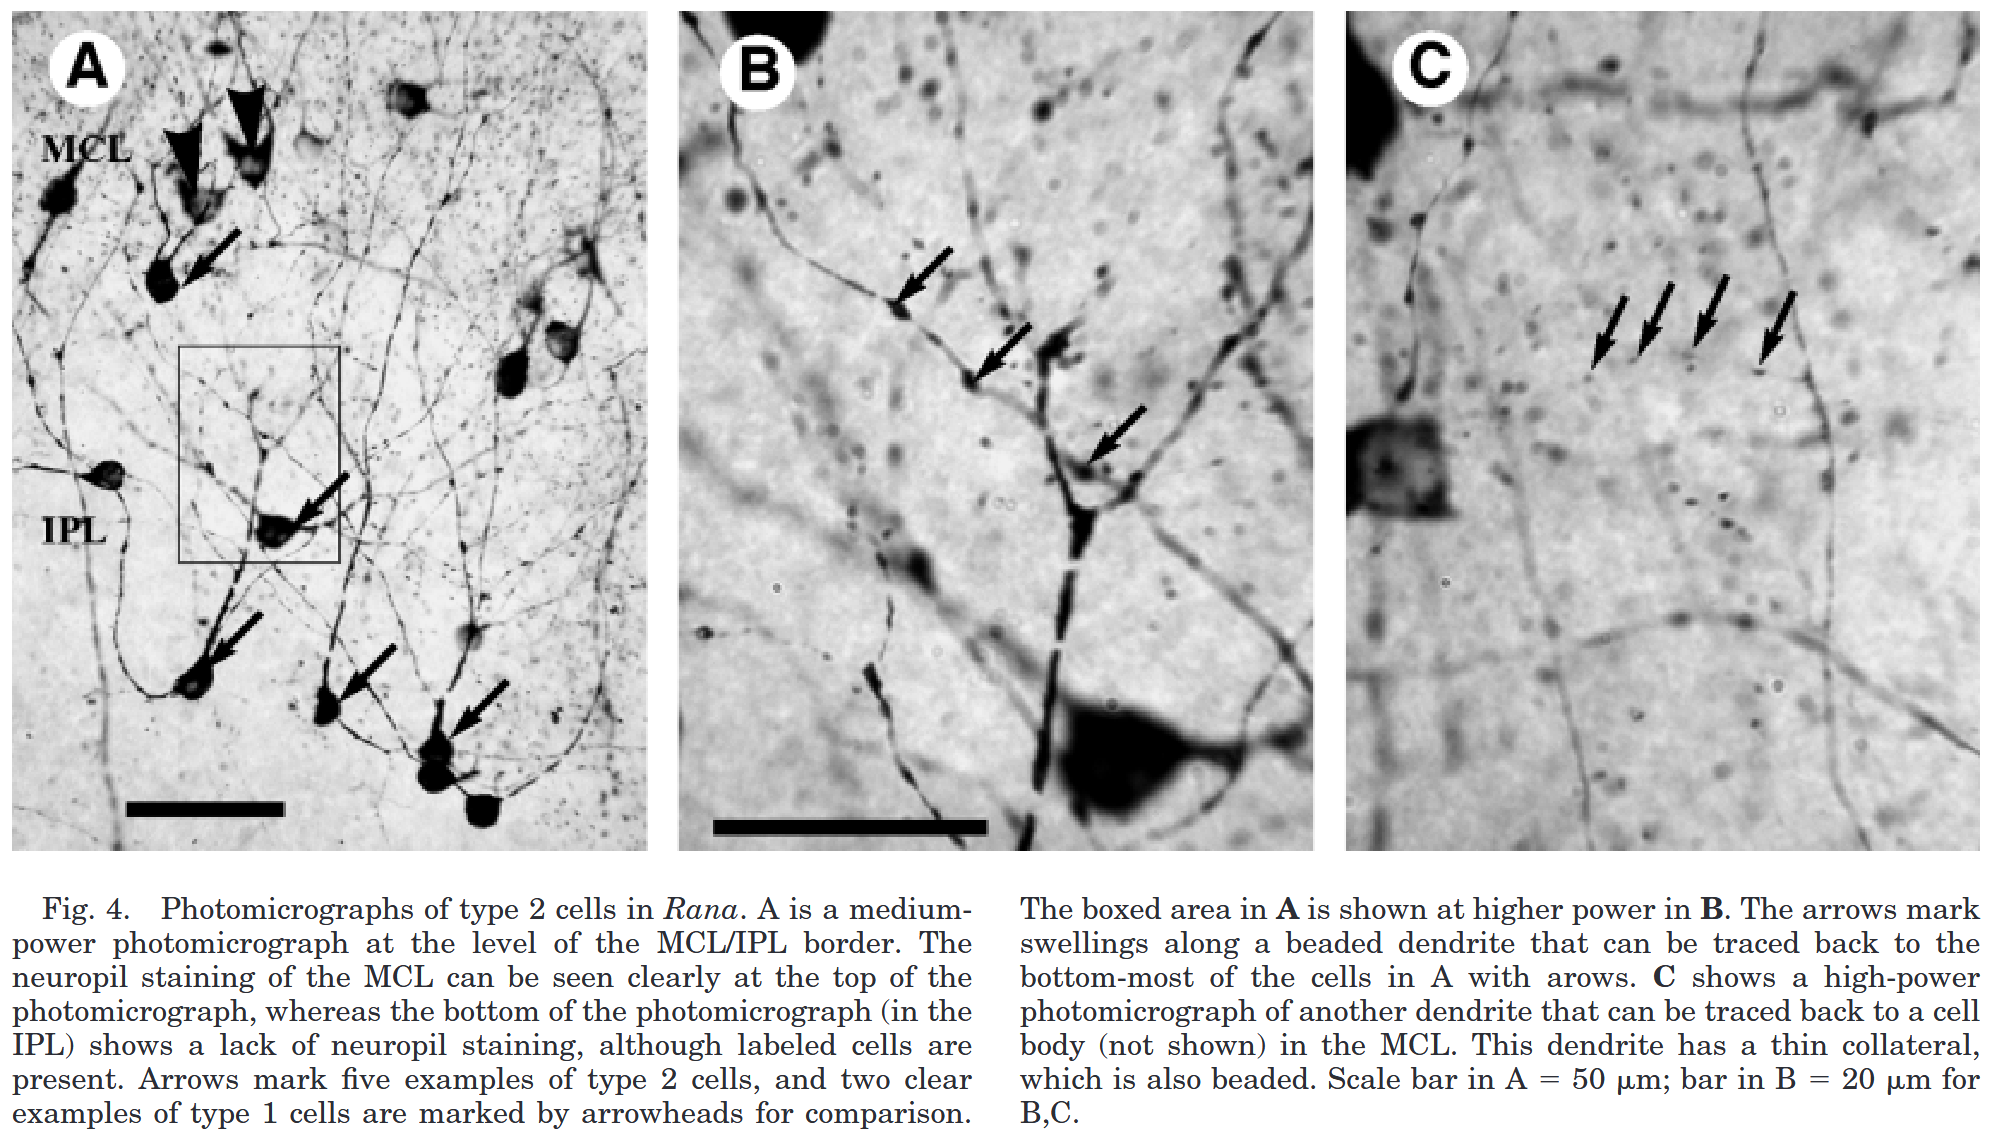 A
B
C
MCL
IPL
Fig. 4. Photomicrographs of type 2 cells in Rana. A is a medium-
power photomicrograph at the level of the MCL/IPL border. The
neuropil staining of the MCL can be seen clearly at the top of the
photomicrograph, whereas the bottom of the photomicrograph (in the
IPL) shows a lack of neuropil staining, although labeled cells are
present. Arrows mark five examples of type 2 cells, and two clear
examples of type 1 cells are marked by arrowheads for comparison.
The boxed area in A is shown at higher power in B. The arrows mark
swellings along a beaded dendrite that can be traced back to the
bottom-most of the cells in A with arows. C shows a high-power
photomicrograph of another dendrite that can be traced back to a cell
body (not shown) in the MCL. This dendrite has a thin collateral,
which is also beaded. Scale bar in A = 50 μm; bar in B = 20 μm for
B,C.